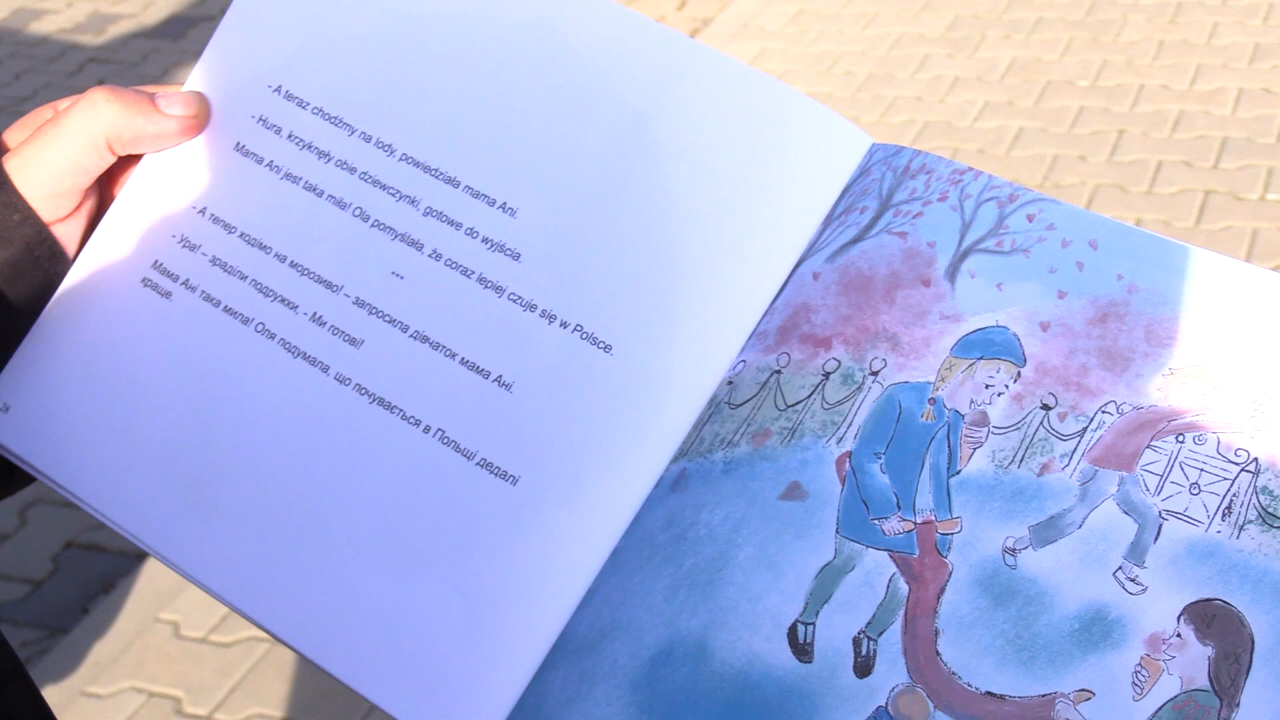 - A teraz chodźmy na lody, powiedziała mama Ani.
- Hura, krzyknęły obie dziewczynki, gotowe do wyjścia.
Mama Ani jest taka miła! Ola pomyślała, że coraz lepiej czuje się w Polsce.
***
- А тепер ходімо на морозиво! – запросила дівчаток мама Ані.
- Ура! – зраділи подружки, - Ми готові!
Мама Ані така мила! Оля подумала, що почувається в Польщі дедалі
краще.
28